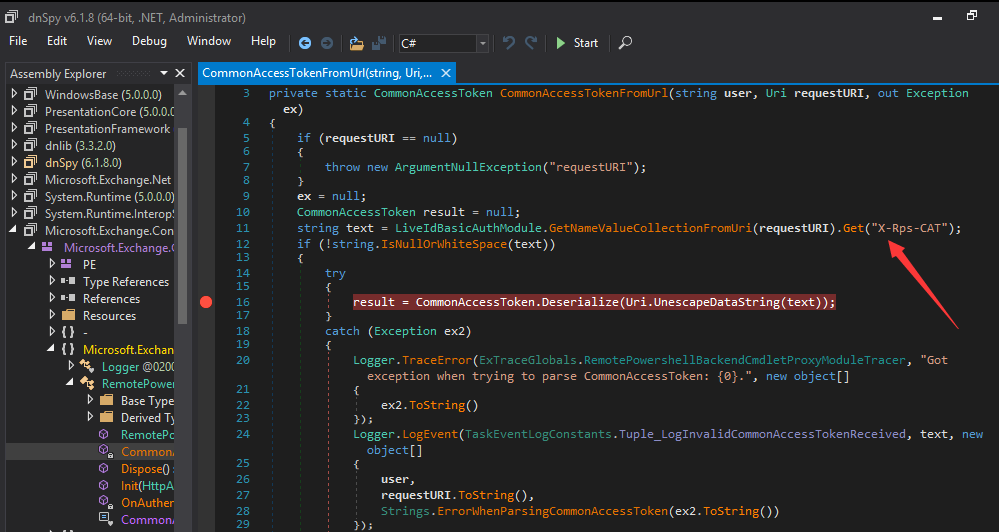 dnSpy v6.1.8 (64-bit, .NET, Administrator)
File Edit View Debug Window Help C# Start
Assembly Explorer
CommonAccessTokenFromUrl(string, Uri,...
WindowsBase (5.0.0.0)
PresentationCore (5.0.0.0
PresentationFramework
dnlib (3.3.2.0)
dnSpy (6.1.8.0)
Microsoft.Exchange.Net
System.Runtime (5.0.0.0)
System.Runtime.InteropS
Microsoft.Exchange.Con
Microsoft.Exchange.C
PE
Type References
References
Resources
{ } -
{ } Microsoft.Exchan
Logger @0200
RemotePower
Base Type
Derived Ty
RemotePo
CommonA
Dispose() :
Init(HttpA
OnAuthen
CommonA
3 private static CommonAccessToken CommonAccessTokenFromUrl(string user, Uri requestURI, out Exception
ex)
4 {
5 if (requestURI == null)
6 {
7 throw new ArgumentNullException("requestURI");
8 }
9 ex = null;
10 CommonAccessToken result = null;
11 string text = LiveIdBasicAuthModule.GetNameValueCollectionFromUri(requestURI).Get("X-Rps-CAT");
12 if (!string.IsNullOrWhiteSpace(text))
13 {
14 try
15 {
16 result = CommonAccessToken.Deserialize(Uri.UnescapeDataString(text));
17 }
18 catch (Exception ex2)
19 {
20 Logger.TraceError(ExTraceGlobals.RemotePowershellBackendCmdletProxyModuleTracer, "Got
exception when trying to parse CommonAccessToken: {0}.", new object[]
21 {
22 ex2.ToString()
23 });
24 Logger.LogEvent(TaskEventLogConstants.Tuple_LogInvalidCommonAccessTokenReceived, text, new
object[]
25 {
26 user,
27 requestURI.ToString(),
28 Strings.ErrorWhenParsingCommonAccessToken(ex2.ToString())
29 });